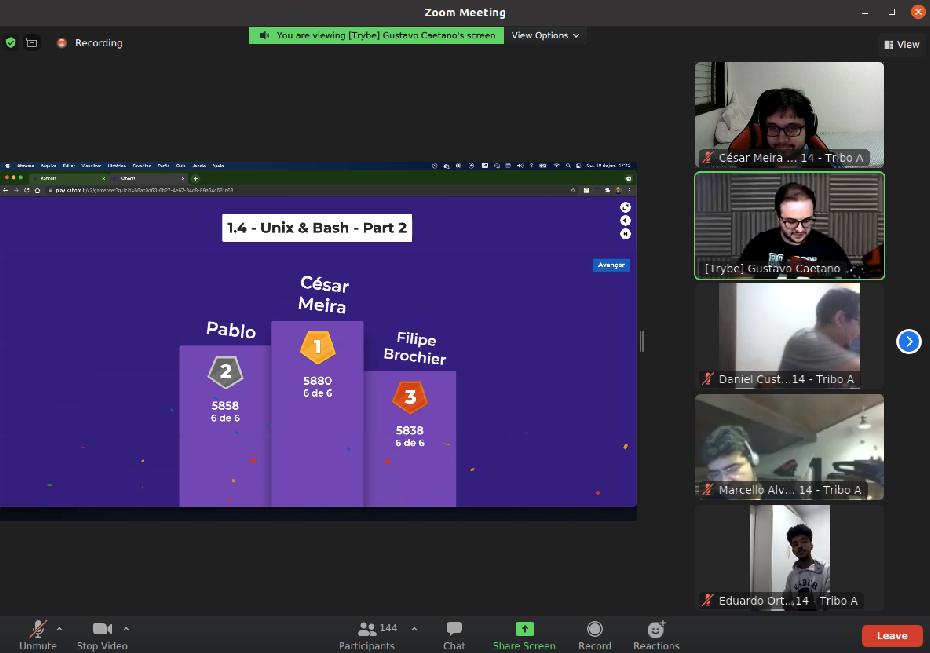 Zoom Meeting
Recording
You are viewing [Trybe] Gustavo Caetano's screen
View Options
View
1.4 - Unix & Bash - Part 2
Avançar
César
Meira
Pablo
Filipe
Brochier
1
2
3
5880
6 de 6
5858
6 de 6
5838
6 de 6
César Meira ... 14 - Tribo A
[Trybe] Gustavo Caetano
Daniel Cust...14 - Tribo A
Marcello Alv... 14 - Tribo A
Eduardo Ort...14 - Tribo A
Unmute
Stop Video
144
Participants
Chat
Share Screen
Record
Reactions
Leave